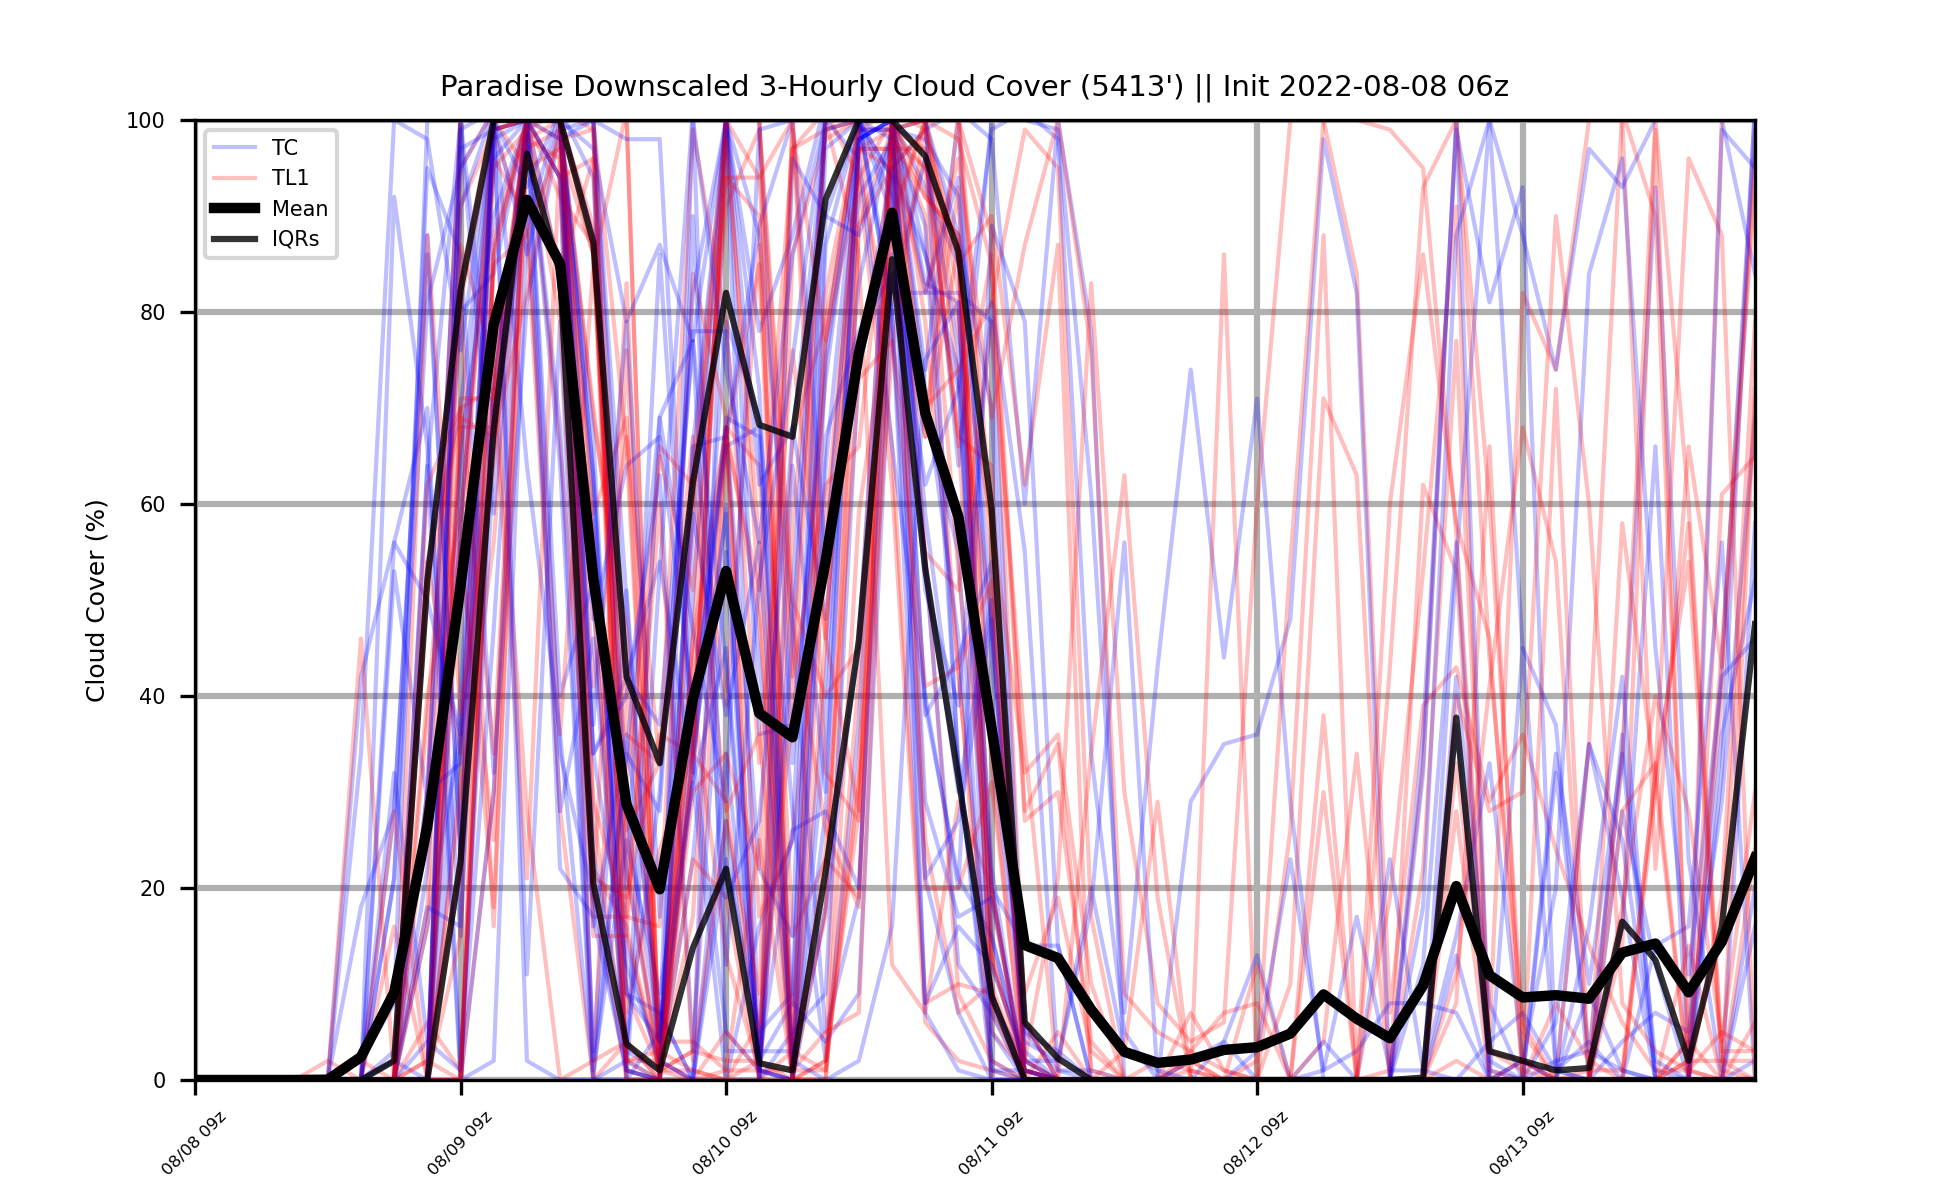 Paradise Downscaled 3-Hourly Cloud Cover (5413') || Init 2022-08-08 06z
Cloud Cover (%)
100
80
60
40
20
0
TC
TL1
Mean
IQRs
08/08 09z
08/09 09z
08/10 09z
08/11 09z
08/12 09z
08/13 09z